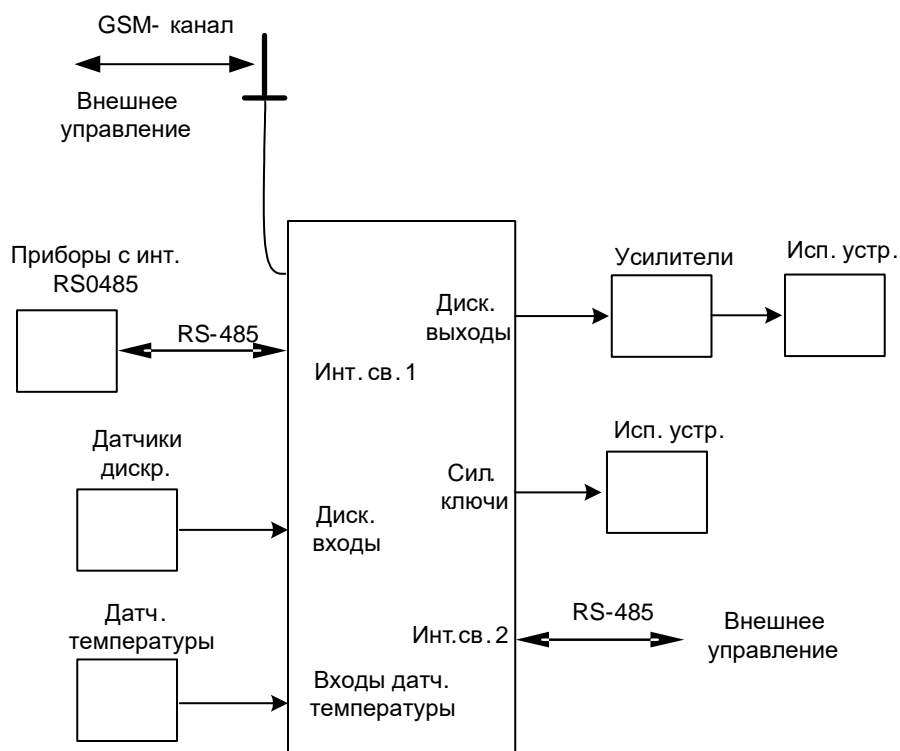 GSM- канал
Внешнее
управление
Приборы с инт.
RS0485
RS-485
Инт.св.1
Датчики
дискр.
Диск.
входы
Датч.
температуры
Входы датч.
температуры
Диск.
выходы
Усилители
Исп. устр.
Сил.
ключи
Исп. устр.
Инт.св.2
RS-485
Внешнее
управление